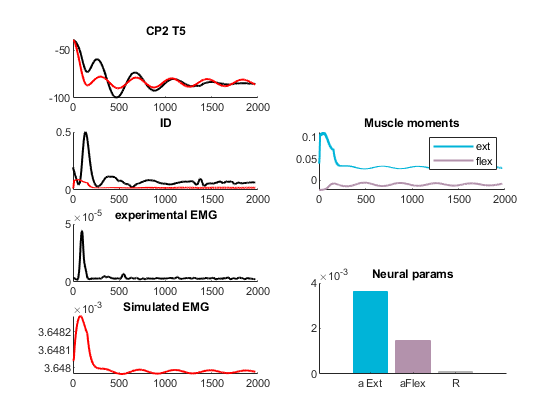 CP2 T5
-50
-100
0 500 1000 1500 2000
ID
0.5
0
0 500 1000 1500 2000
Muscle moments
0.1
0.05
0
ext
flex
0 500 1000 1500 2000
×10-5
experimental EMG
5
0
0 500 1000 1500 2000
×10-3
Simulated EMG
3.6482
3.6481
3.648
0 500 1000 1500 2000
×10-3
Neural params
4
2
0
a Ext aFlex R